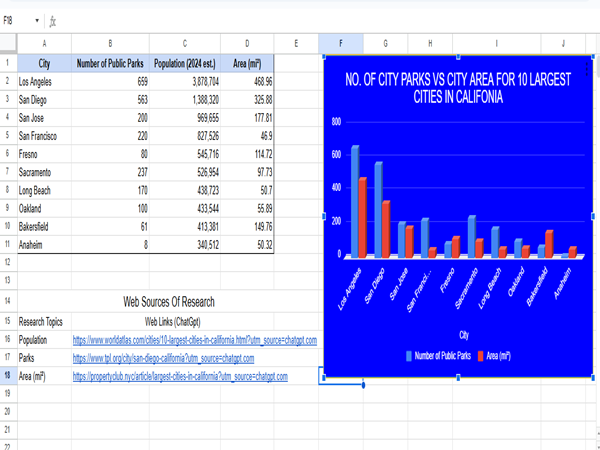 F18 fx
A B C D E F G H I J
1 City Number of Public Parks Population (2024 est.) Area (mi²)
2 Los Angeles 659 3,878,704 468.96
3 San Diego 563 1,388,320 325.88
4 San Jose 200 969,655 177.81
5 San Francisco 220 827,526 46.9
6 Fresno 80 545,716 114.72
7 Sacramento 237 526,954 97.73
8 Long Beach 170 438,723 50.7
9 Oakland 100 433,544 55.89
10 Bakersfield 61 413,381 149.76
11 Anaheim 8 340,512 50.32
12
13
14 Web Sources Of Research
15 Research Topics Web Links (ChatGpt)
16 Population https://www.worldatlas.com/cities/10-largest-cities-in-california.html?utm_source=chatgpt.com
17 Parks https://www.tpl.org/city/san-diego-california?utm_source=chatgpt.com
18 Area (mi²) https://propertyclub.nyc/article/largest-cities-in-california?utm_source=chatgpt.com
19
20
21
22
NO. OF CITY PARKS VS CITY AREA FOR 10 LARGEST
CITIES IN CALIFONIA
800
600
400
200
0
Los Angeles
San Diego
San Jose
San Franci...
Fresno
Sacramento
Long Beach
Oakland
Bakersfield
Anaheim
City
Number of Public Parks Area (mi²)